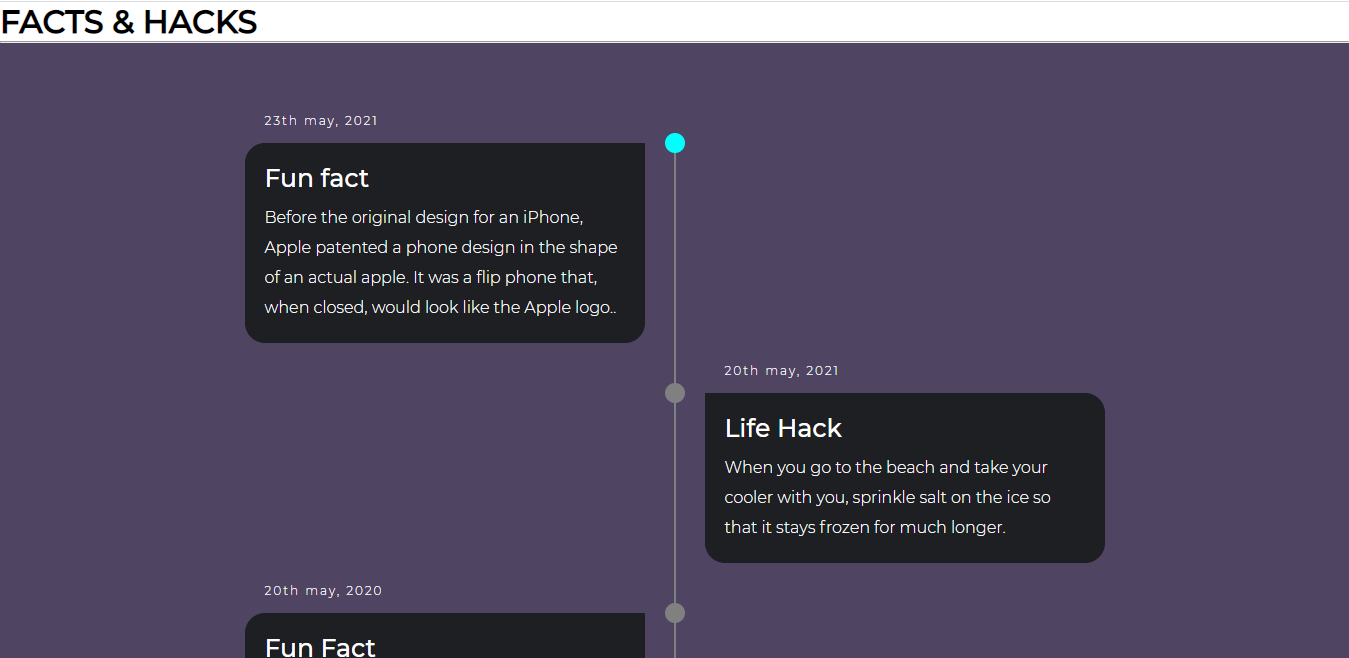 FACTS & HACKS
23th may, 2021
Fun fact
Before the original design for an iPhone,
Apple patented a phone design in the shape
of an actual apple. It was a flip phone that,
when closed, would look like the Apple logo..
20th may, 2021
Life Hack
When you go to the beach and take your
cooler with you, sprinkle salt on the ice so
that it stays frozen for much longer.
20th may, 2020
Fun Fact